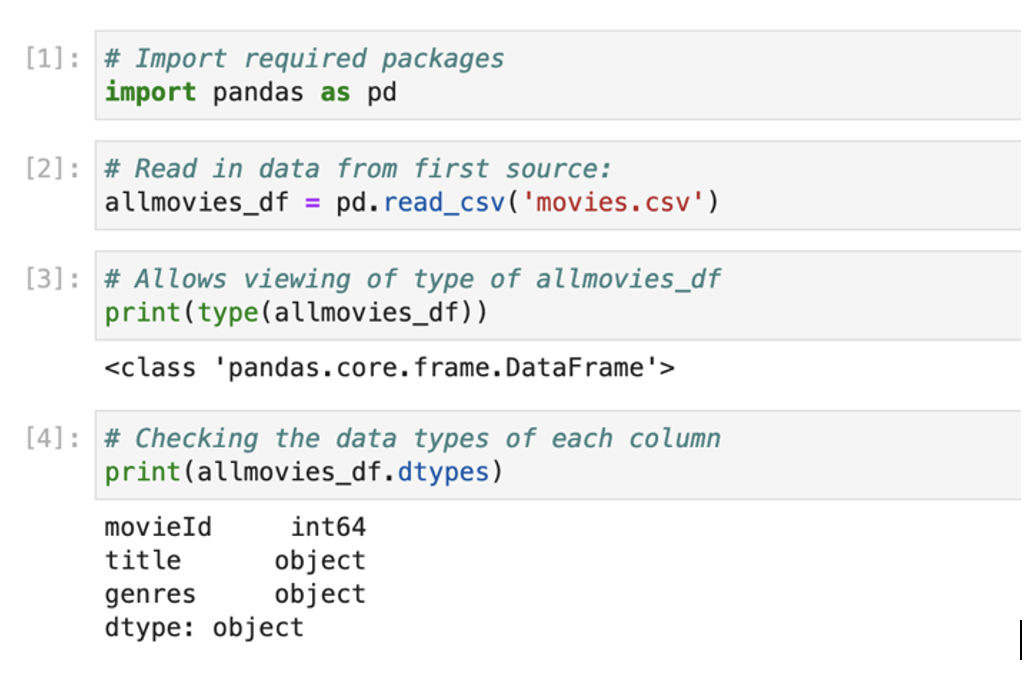 [1]: # Import required packages
import pandas as pd
[2]: # Read in data from first source:
allmovies_df = pd.read_csv('movies.csv')
[3]: # Allows viewing of type of allmovies_df
print(type(allmovies_df))
<class 'pandas.core.frame.DataFrame'>
[4]: # Checking the data types of each column
print(allmovies_df.dtypes)
movieId     int64
title      object
genres     object
dtype: object